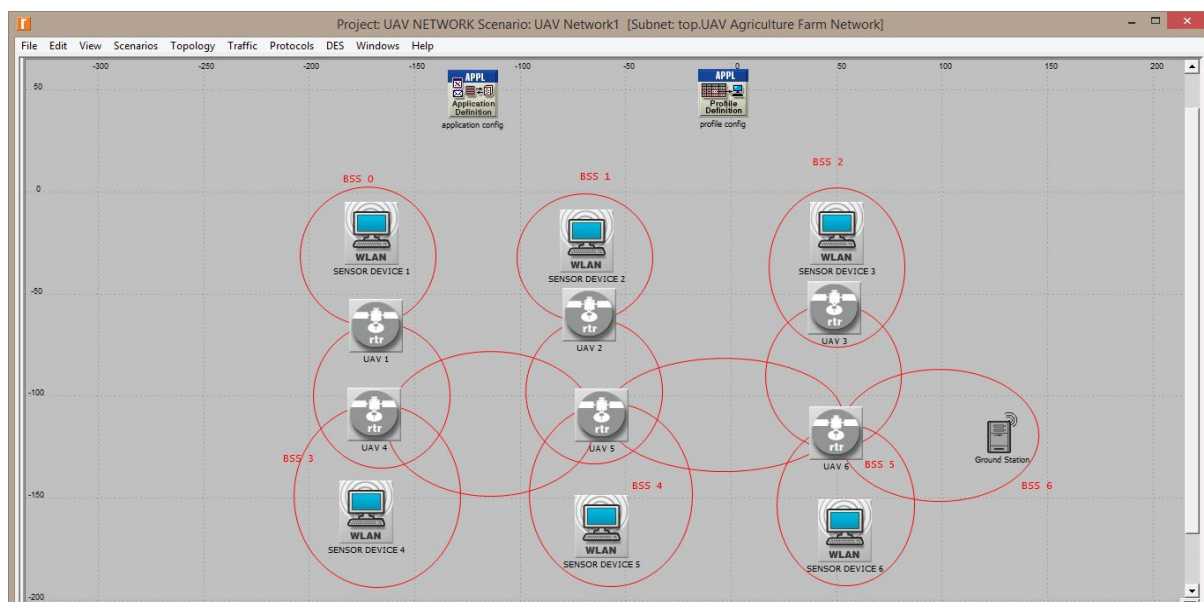 Project: UAV NETWORK Scenario: UAV Network1 [Subnet: top.UAV Agriculture Farm Network]
File Edit View Scenarios Topology Traffic Protocols DES Windows Help
-300 -250 -200 -150 -100 -50 0 50 100 150 200
50
APPL
Application
Definition
application config
APPL
Profile
Definition
profile config
BSS 0
BSS 1
BSS 2
0
WLAN
SENSOR DEVICE 1
WLAN
SENSOR DEVICE 2
WLAN
SENSOR DEVICE 3
-50
rtr
UAV 1
rtr
UAV 2
rtr
UAV 3
-100
rtr
UAV 4
rtr
UAV 5
rtr
UAV 6
Ground Station
BSS 3
BSS 4
BSS 5
BSS 6
-150
WLAN
SENSOR DEVICE 4
WLAN
SENSOR DEVICE 5
WLAN
SENSOR DEVICE 6
-200